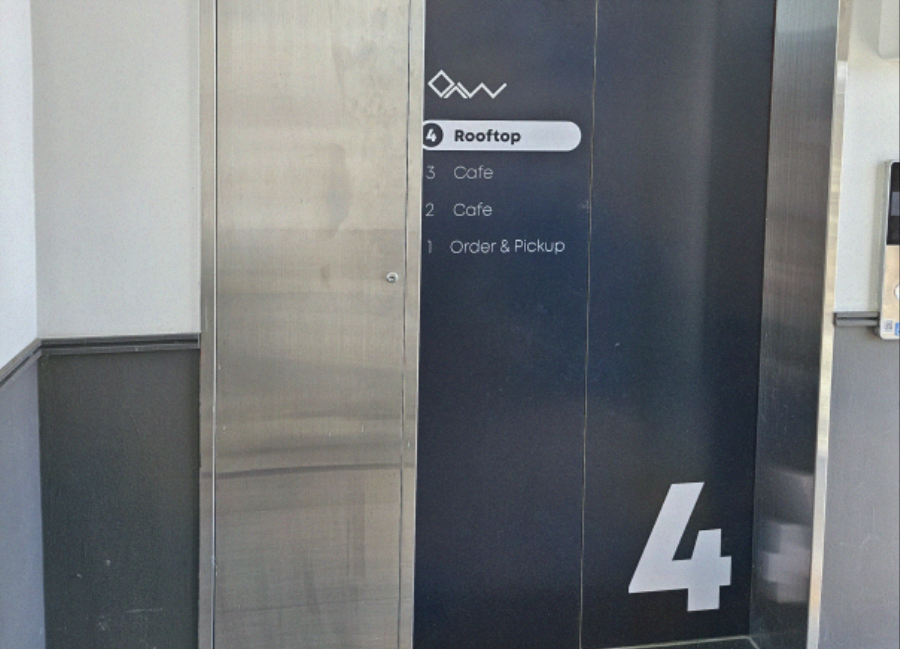 4 Rooftop
3 Cafe
2 Cafe
1 Order & Pickup
4